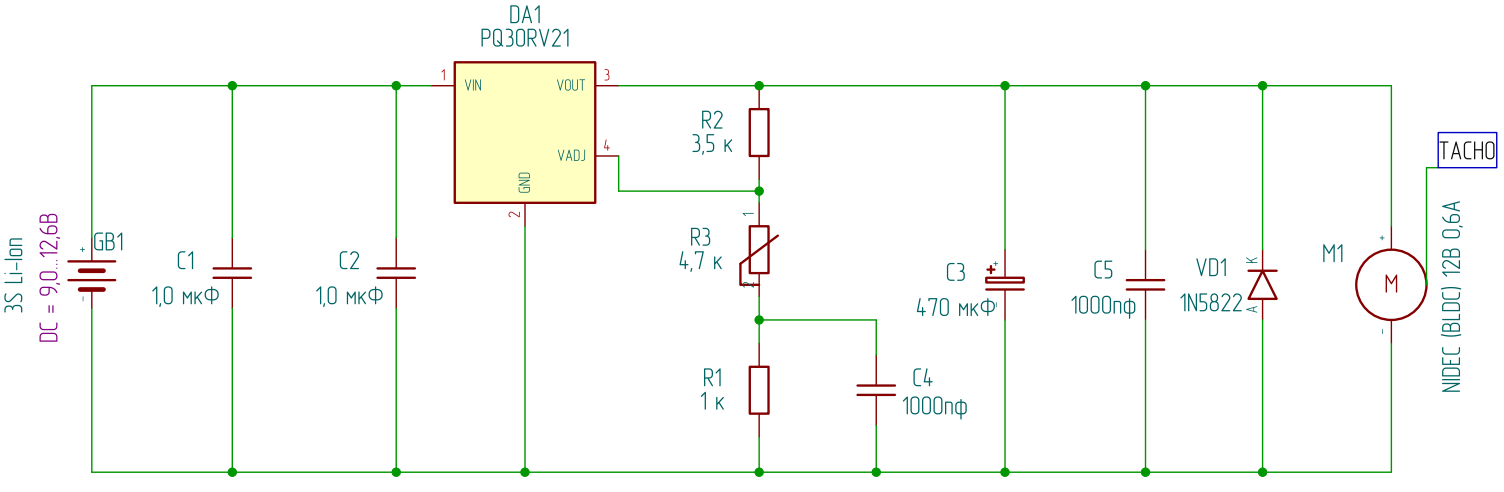 DA1
PQ30RV21
1
VIN
VOUT
3
VADJ
4
GND
2
R2
3,5 к
TACHO
3S Li-Ion
DC = 9,0...12,6В
+
GB1
-
C1
1,0 мкФ
C2
1,0 мкФ
1
R3
4,7 к
2
C3
470 мкФ
+
+
-
C5
1000пф
VD1
1N5822
K
A
M1
+
M
-
NIDEC (BLDC) 12В 0,6А
R1
1 к
C4
1000пф